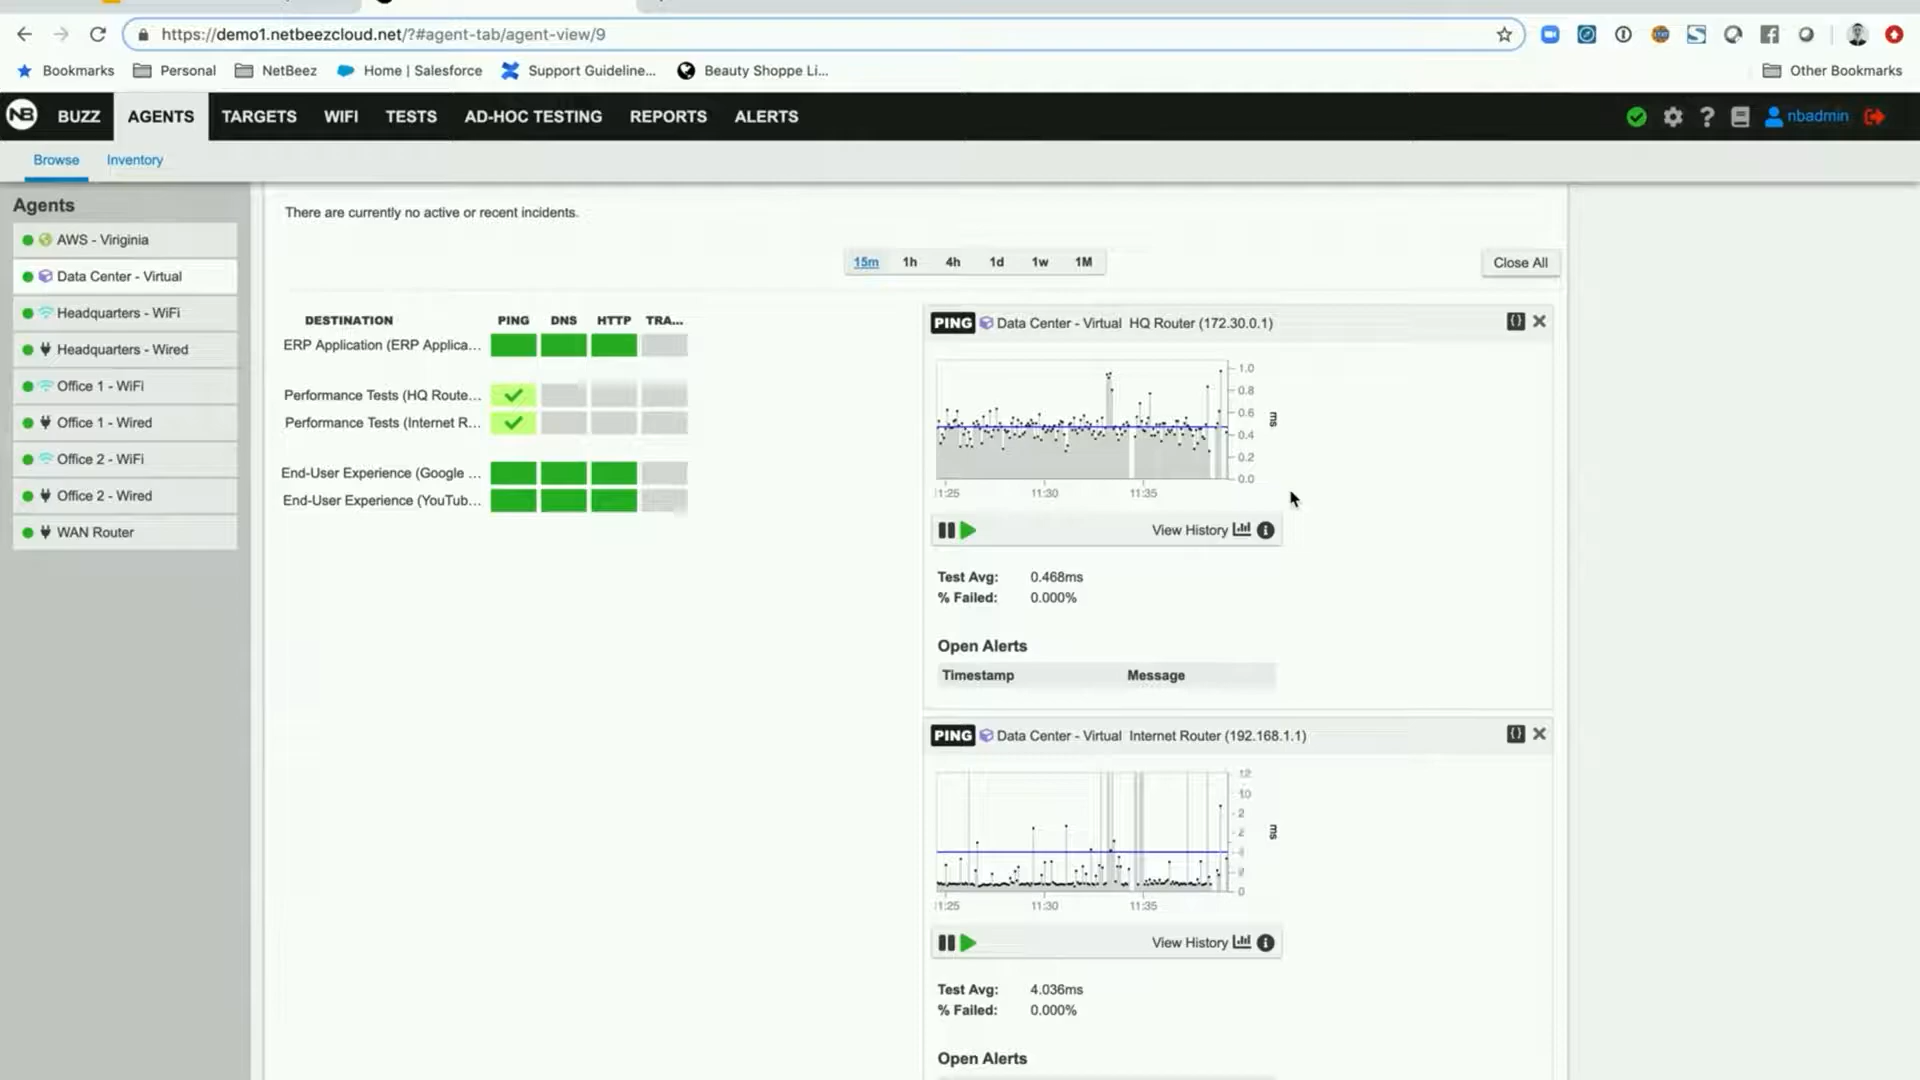 https://demo1.netbeezcloud.net/?#agent-tab/agent-view/9
Bookmarks Personal NetBeez Home | Salesforce Support Guideline... Beauty Shoppe Li... Other Bookmarks
NB BUZZ AGENTS TARGETS WIFI TESTS AD-HOC TESTING REPORTS ALERTS nbadmin
Browse Inventory
Agents
AWS - Viriginia
Data Center - Virtual
Headquarters - WiFi
Headquarters - Wired
Office 1 - WiFi
Office 1 - Wired
Office 2 - WiFi
Office 2 - Wired
WAN Router
There are currently no active or recent incidents.
15m 1h 4h 1d 1w 1M
Close All
DESTINATION PING DNS HTTP TRA...
ERP Application (ERP Applica...
Performance Tests (HQ Route...
Performance Tests (Internet R...
End-User Experience (Google ...
End-User Experience (YouTub...
PING Data Center - Virtual HQ Router (172.30.0.1)
1.0
0.8
0.6
0.4
0.2
0.0
ms
11:30 11:35
View History
Test Avg: 0.468ms
% Failed: 0.000%
Open Alerts
Timestamp Message
PING Data Center - Virtual Internet Router (192.168.1.1)
12
10
0
ms
11:30 11:35
View History
Test Avg: 4.036ms
% Failed: 0.000%
Open Alerts